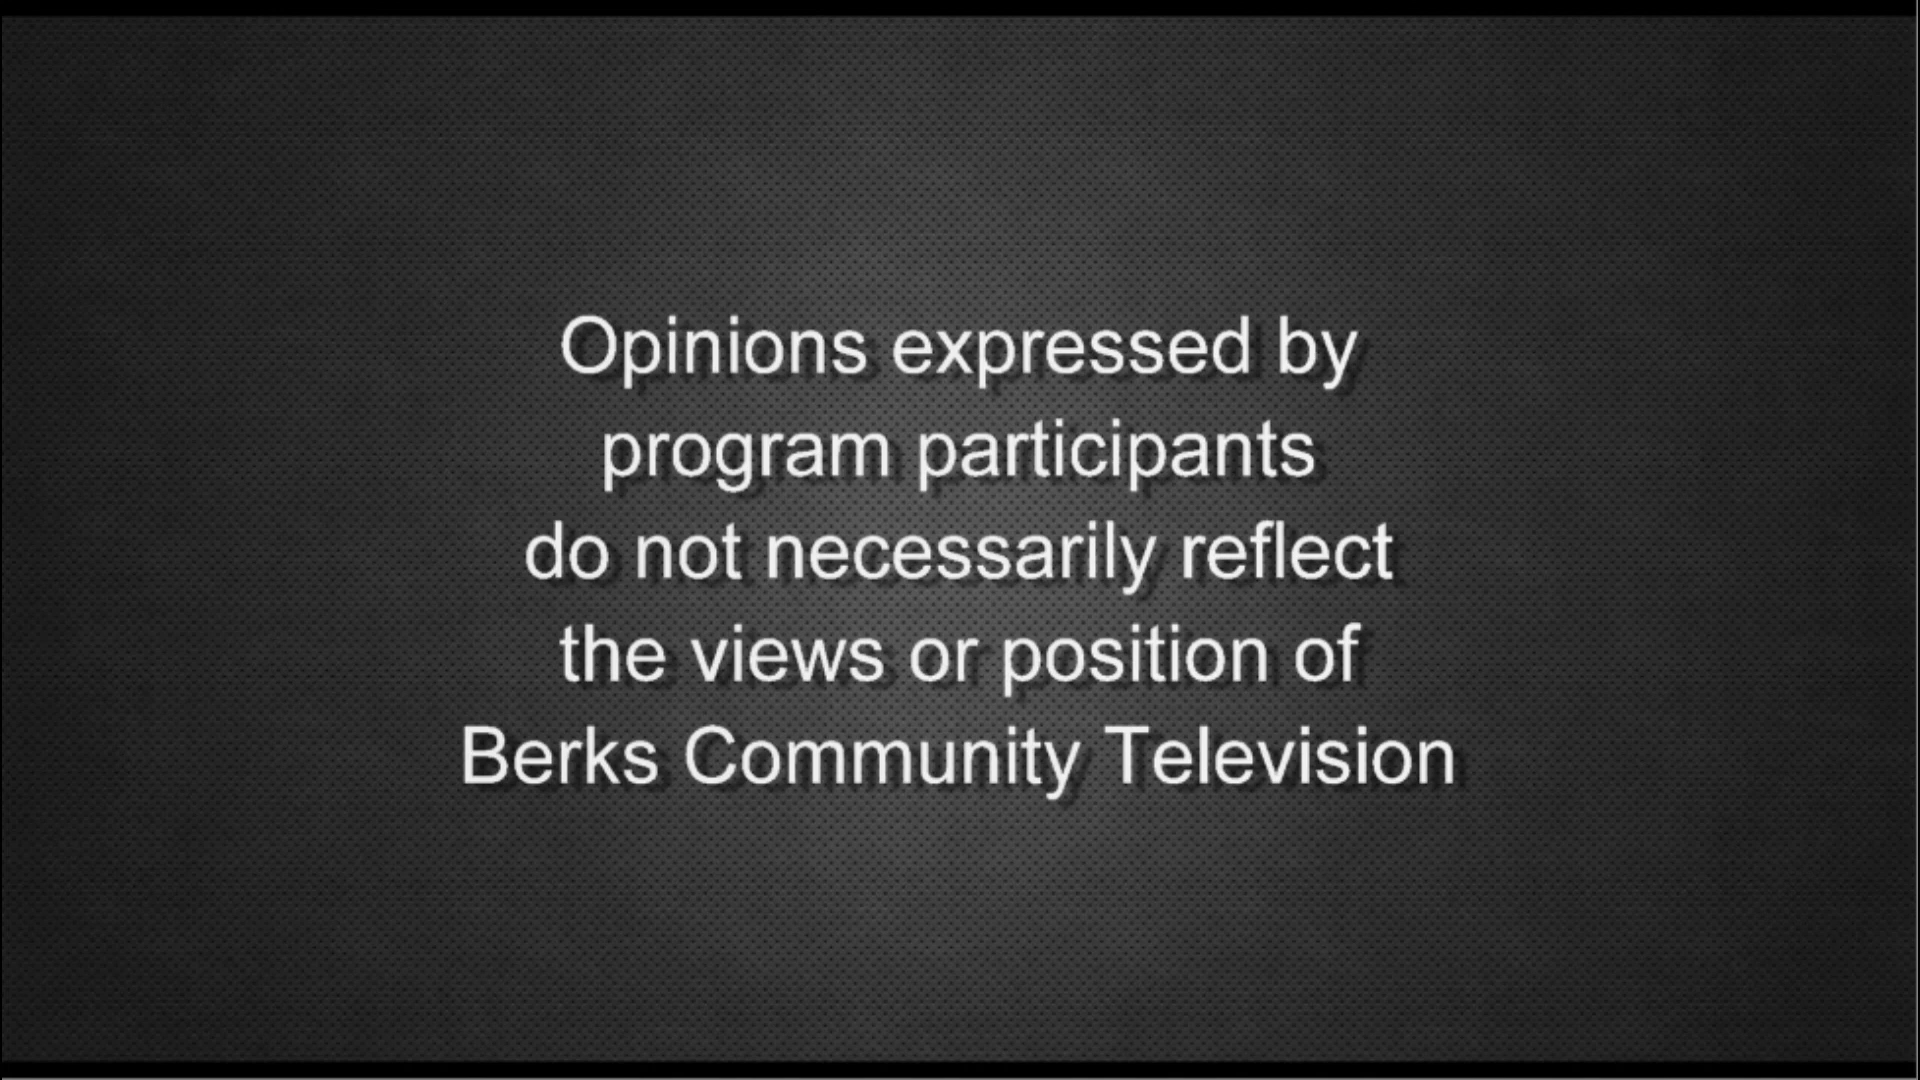 Opinions expressed by
program participants
do not necessarily reflect
the views or position of
Berks Community Television